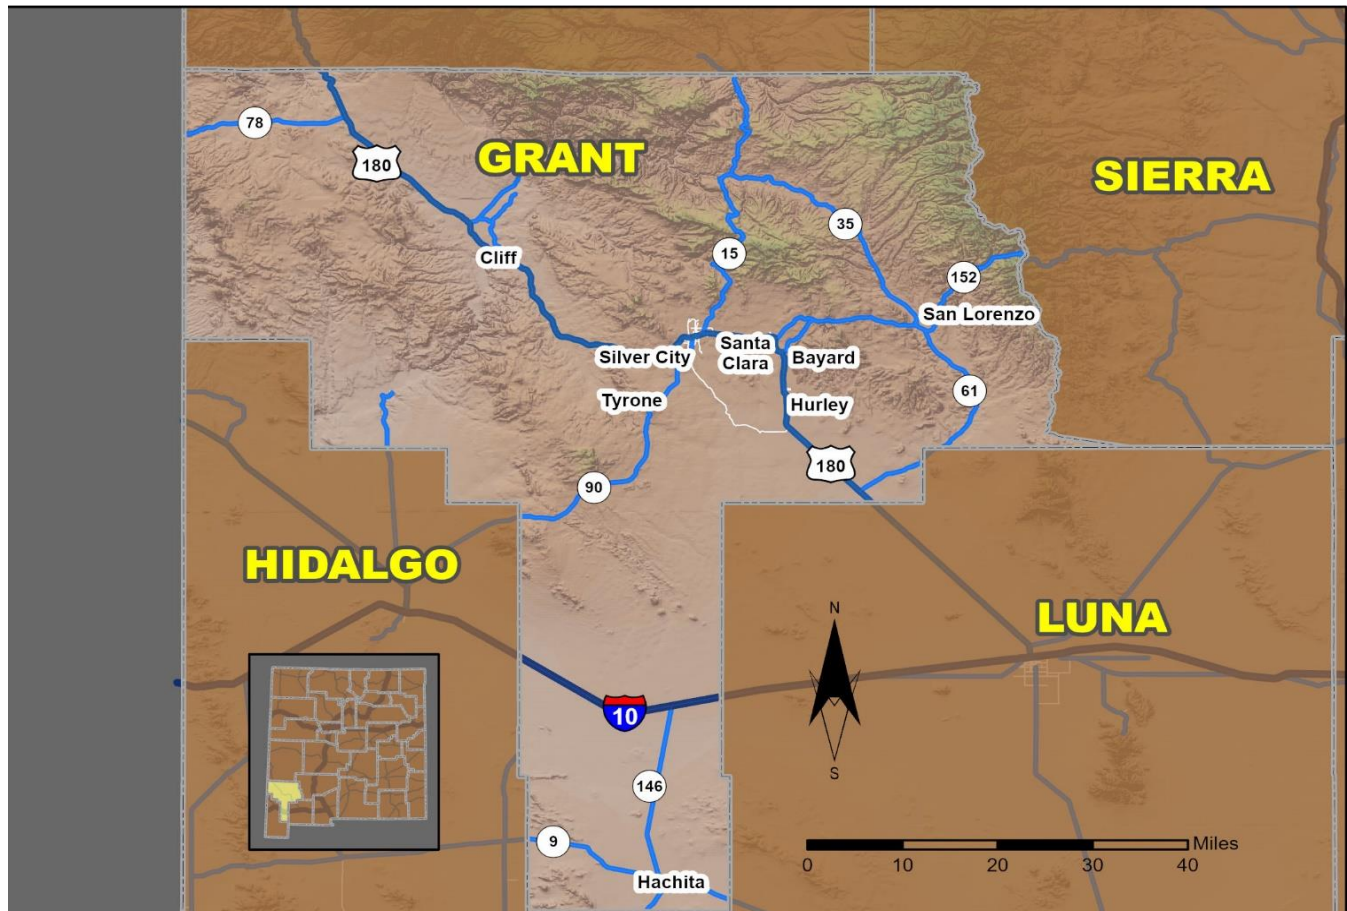 78
180
GRANT
SIERRA
35
15
Cliff
152
San Lorenzo
Silver City
Santa
Clara
Bayard
Tyrone
Hurley
61
180
90
HIDALGO
LUNA
N
10
S
146
9
Hachita
Miles
0 10 20 30 40